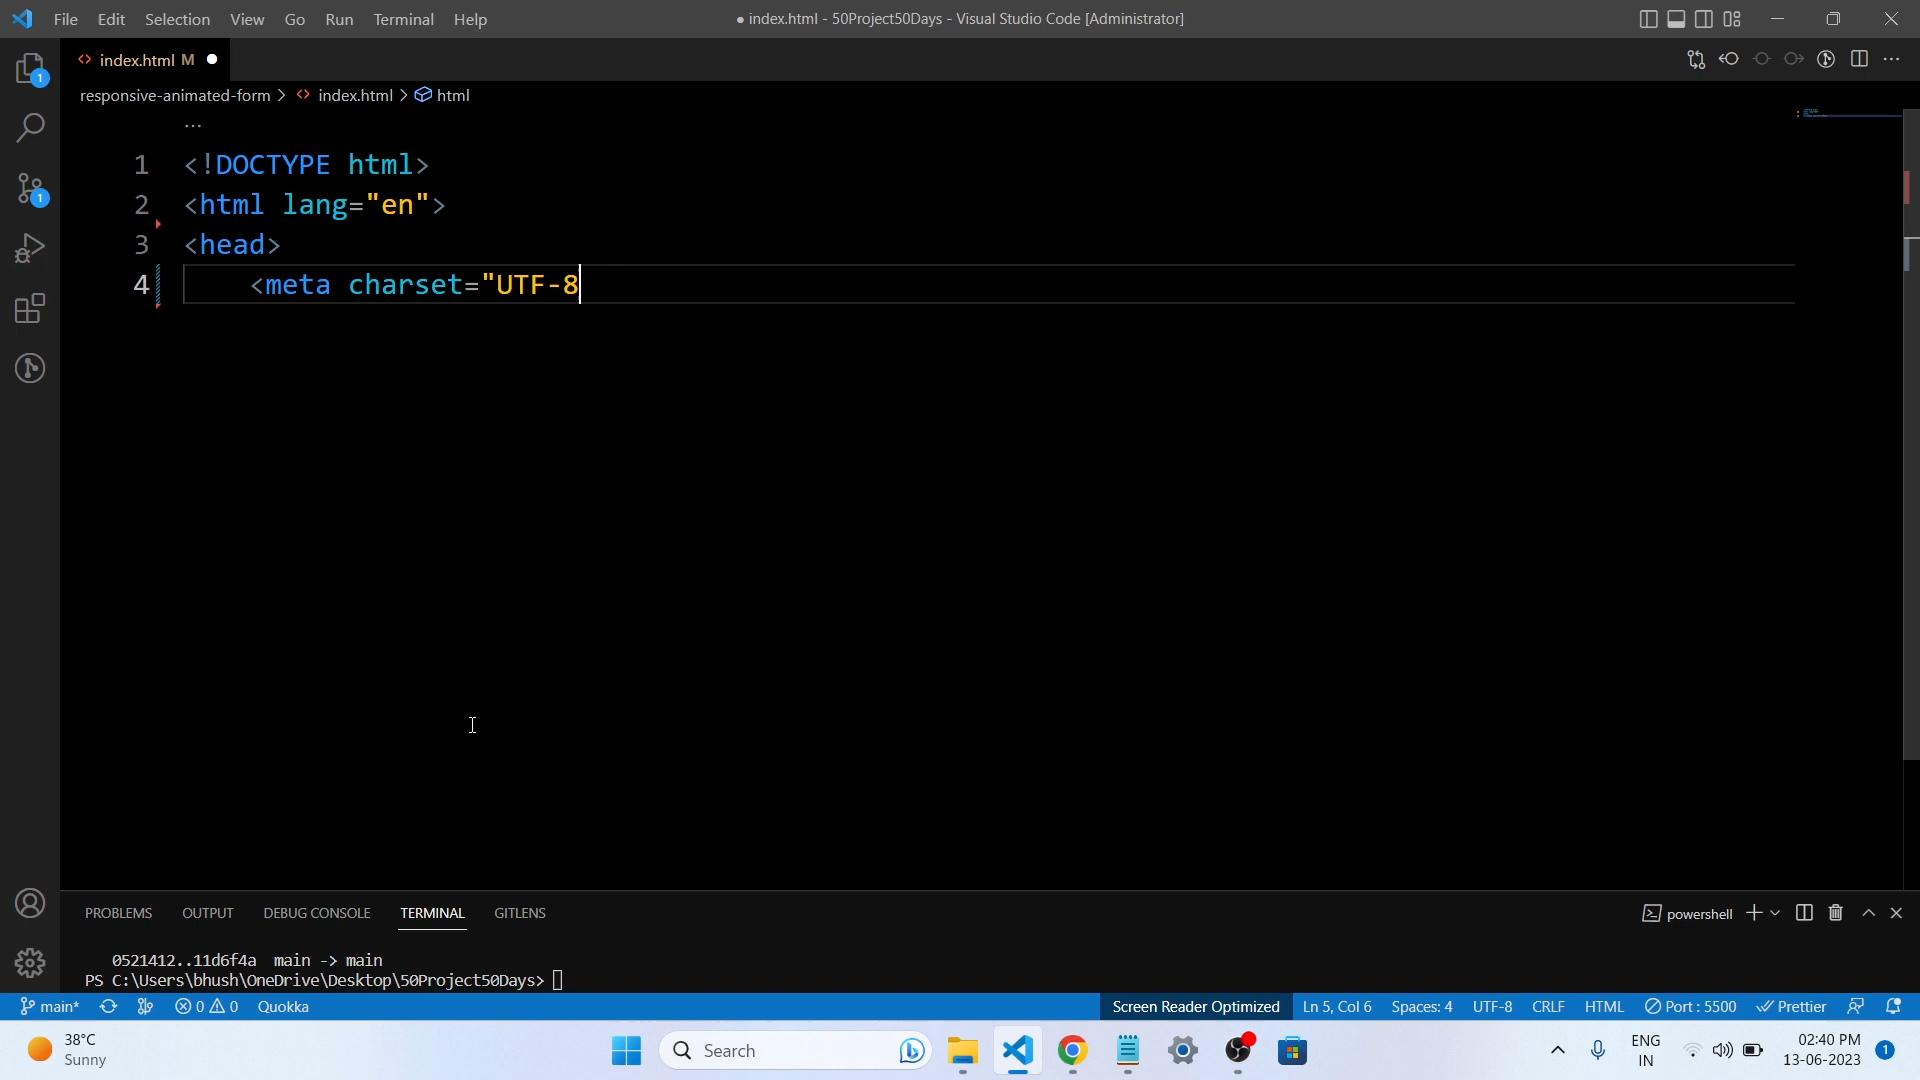 File Edit Selection View Go Run Terminal Help
● index.html - 50Project50Days - Visual Studio Code [Administrator]
index.html M
responsive-animated-form > index.html > html
...
1 <!DOCTYPE html>
2 <html lang="en">
3 <head>
4 <meta charset="UTF-8
1
1
PROBLEMS OUTPUT DEBUG CONSOLE TERMINAL GITLENS
powershell
0521412..11d6f4a main -> main
PS C:\Users\bhush\OneDrive\Desktop\50Project50Days>
main* 0 0 Quokka
Screen Reader Optimized Ln 5, Col 6 Spaces: 4 UTF-8 CRLF HTML Port : 5500 Prettier
38°C
Sunny
Search
ENG
IN
02:40 PM
13-06-2023
1